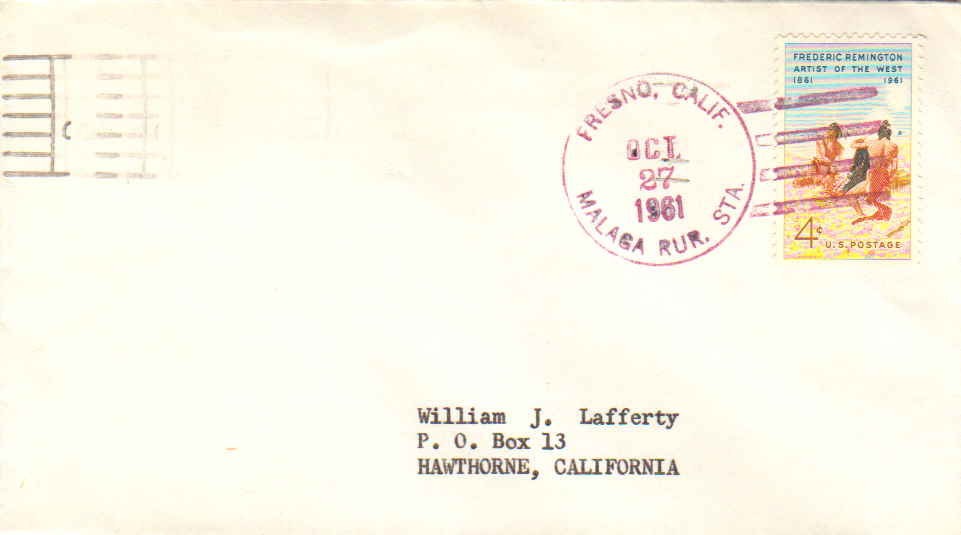 FREDERIC REMINGTON
ARTIST OF THE WEST
1861 1961
4¢ U.S. POSTAGE
FRESNO, CALIF.
OCT
27
1961
MALAGA RUR. STA.
William J. Lafferty
P. O. Box 13
HAWTHORNE, CALIFORNIA